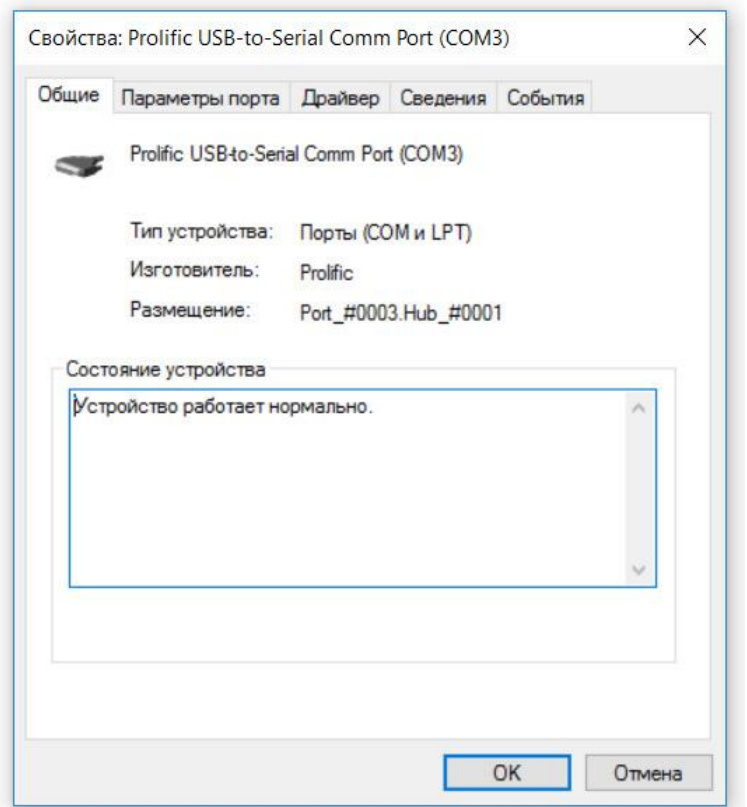 Свойства: Prolific USB-to-Serial Comm Port (COM3)
Общие Параметры порта Драйвер Сведения События
Prolific USB-to-Serial Comm Port (COM3)
Тип устройства: Порты (COM и LPT)
Изготовитель: Prolific
Размещение: Port_#0003.Hub_#0001
Состояние устройства
Устройство работает нормально.
OK Отмена